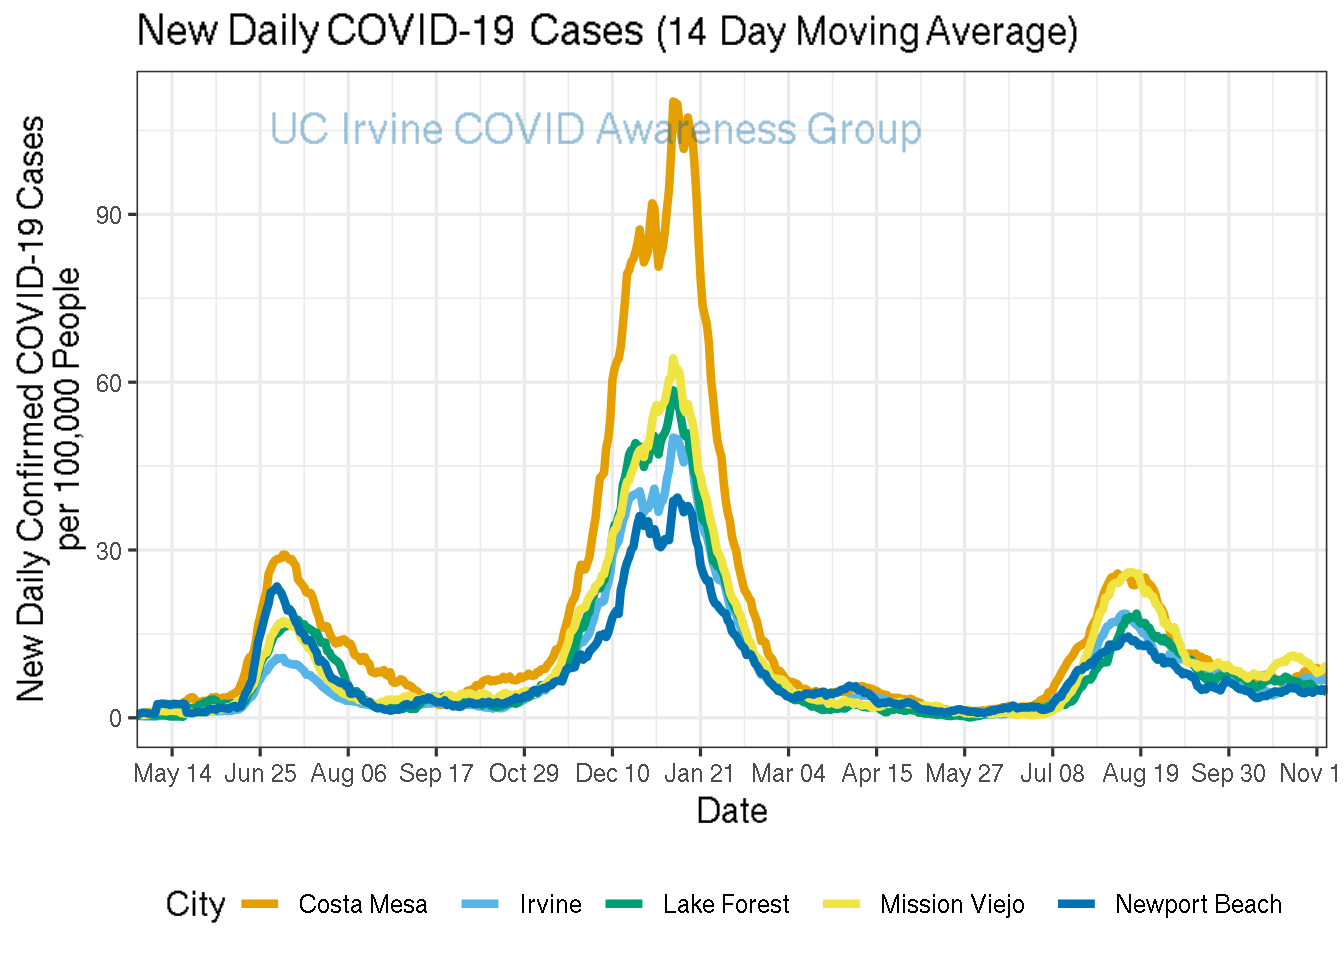 New Daily COVID-19 Cases (14 Day Moving Average)
UC Irvine COVID Awareness Group
New Daily Confirmed COVID-19 Cases
per 100,000 People
90
60
30
0
May 14 Jun 25 Aug 06 Sep 17 Oct 29 Dec 10 Jan 21 Mar 04 Apr 15 May 27 Jul 08 Aug 19 Sep 30 Nov 1
Date
City Costa Mesa Irvine Lake Forest Mission Viejo Newport Beach